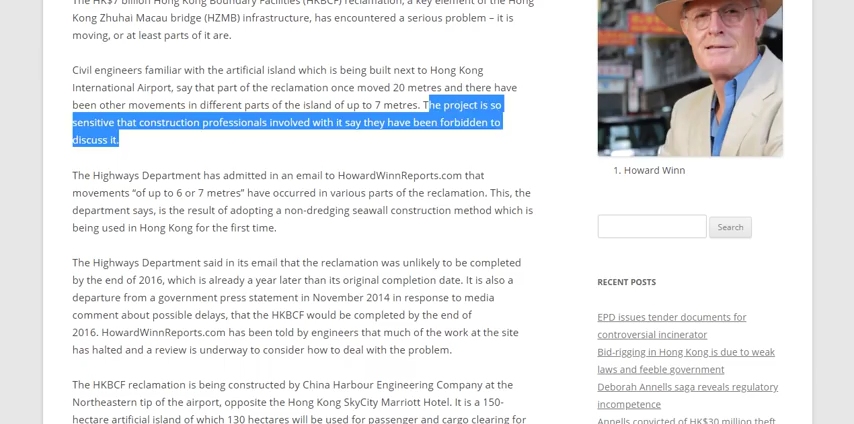 The HK$7 billion Hong Kong Boundary Facilities (HKBCF) reclamation, a key element of the Hong
Kong Zhuhai Macau bridge (HZMB) infrastructure, has encountered a serious problem – it is
moving, or at least parts of it are.
Civil engineers familiar with the artificial island which is being built next to Hong Kong
International Airport, say that part of the reclamation once moved 20 metres and there have
been other movements in different parts of the island of up to 7 metres. The project is so
sensitive that construction professionals involved with it say they have been forbidden to
discuss it.
The Highways Department has admitted in an email to HowardWinnReports.com that
movements “of up to 6 or 7 metres” have occurred in various parts of the reclamation. This, the
department says, is the result of adopting a non-dredging seawall construction method which is
being used in Hong Kong for the first time.
The Highways Department said in its email that the reclamation was unlikely to be completed
by the end of 2016, which is already a year later than its original completion date. It is also a
departure from a government press statement in November 2014 in response to media
comment about possible delays, that the HKBCF would be completed by the end of
2016. HowardWinnReports.com has been told by engineers that much of the work at the site
has halted and a review is underway to consider how to deal with the problem.
The HKBCF reclamation is being constructed by China Harbour Engineering Company at the
Northeastern tip of the airport, opposite the Hong Kong SkyCity Marriott Hotel. It is a 150-
hectare artificial island of which 130 hectares will be used for passenger and cargo clearing for
1. Howard Winn
Search
RECENT POSTS
EPD issues tender documents for
controversial incinerator
Bid-rigging in Hong Kong is due to weak
laws and feeble government
Deborah Annells saga reveals regulatory
incompetence
Annells convicted of HK$30 million theft